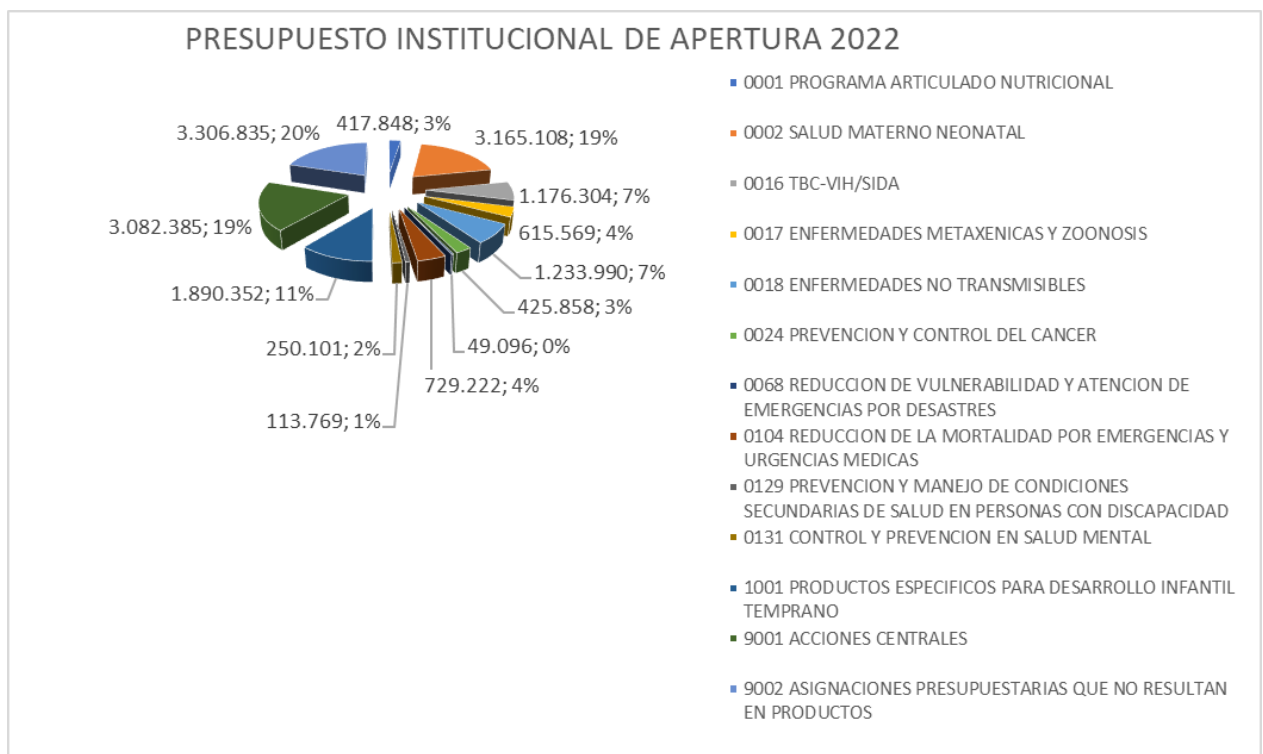 PRESUPUESTO INSTITUCIONAL DE APERTURA 2022
3.306.835; 20%
417.848; 3%
3.165.108; 19%
1.176.304; 7%
615.569; 4%
1.233.990; 7%
425.858; 3%
49.096; 0%
729.222; 4%
113.769; 1%
250.101; 2%
1.890.352; 11%
3.082.385; 19%
0001 PROGRAMA ARTICULADO NUTRICIONAL
0002 SALUD MATERNO NEONATAL
0016 TBC-VIH/SIDA
0017 ENFERMEDADES METAXENICAS Y ZOONOSIS
0018 ENFERMEDADES NO TRANSMISIBLES
0024 PREVENCION Y CONTROL DEL CANCER
0068 REDUCCION DE VULNERABILIDAD Y ATENCION DE
EMERGENCIAS POR DESASTRES
0104 REDUCCION DE LA MORTALIDAD POR EMERGENCIAS Y
URGENCIAS MEDICAS
0129 PREVENCION Y MANEJO DE CONDICIONES
SECUNDARIAS DE SALUD EN PERSONAS CON DISCAPACIDAD
0131 CONTROL Y PREVENCION EN SALUD MENTAL
1001 PRODUCTOS ESPECIFICOS PARA DESARROLLO INFANTIL
TEMPRANO
9001 ACCIONES CENTRALES
9002 ASIGNACIONES PRESUPUESTARIAS QUE NO RESULTAN
EN PRODUCTOS